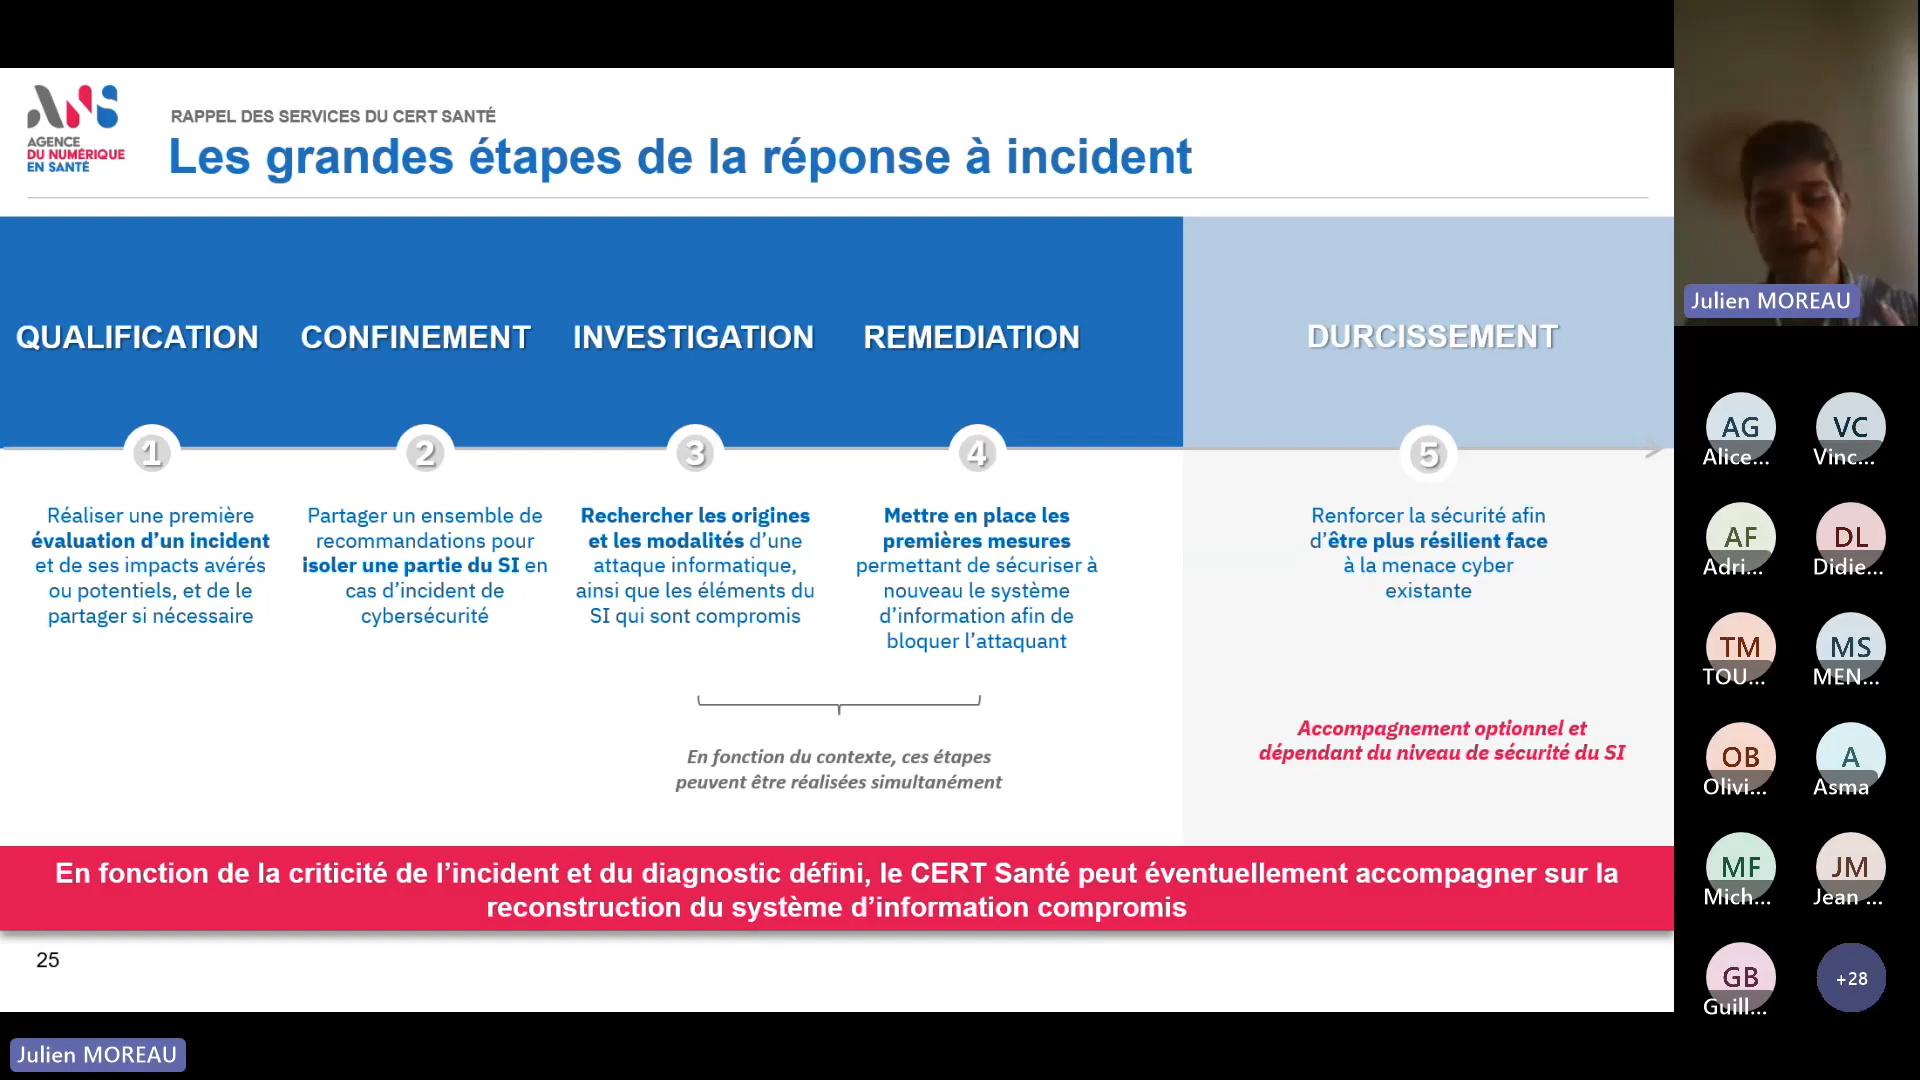 ANS
AGENCE
DU NUMÉRIQUE
EN SANTÉ
RAPPEL DES SERVICES DU CERT SANTÉ
Les grandes étapes de la réponse à incident
QUALIFICATION
CONFINEMENT
INVESTIGATION
REMEDIATION
DURCISSEMENT
1
2
3
4
5
Réaliser une première
évaluation d’un incident
et de ses impacts avérés
ou potentiels, et de le
partager si nécessaire
Partager un ensemble de
recommandations pour
isoler une partie du SI en
cas d’incident de
cybersécurité
Rechercher les origines
et les modalités d’une
attaque informatique,
ainsi que les éléments du
SI qui sont compromis
Mettre en place les
premières mesures
permettant de sécuriser à
nouveau le système
d’information afin de
bloquer l’attaquant
Renforcer la sécurité afin
d’être plus résilient face
à la menace cyber
existante
En fonction du contexte, ces étapes
peuvent être réalisées simultanément
Accompagnement optionnel et
dépendant du niveau de sécurité du SI
En fonction de la criticité de l’incident et du diagnostic défini, le CERT Santé peut éventuellement accompagner sur la
reconstruction du système d’information compromis
25
Julien MOREAU
Julien MOREAU
AG
Alice...
VC
Vinc...
AF
Adri...
DL
Didie...
TM
TOU...
MS
MEN...
OB
Olivi...
A
Asma
MF
Mich...
JM
Jean ...
GB
Guill...
+28